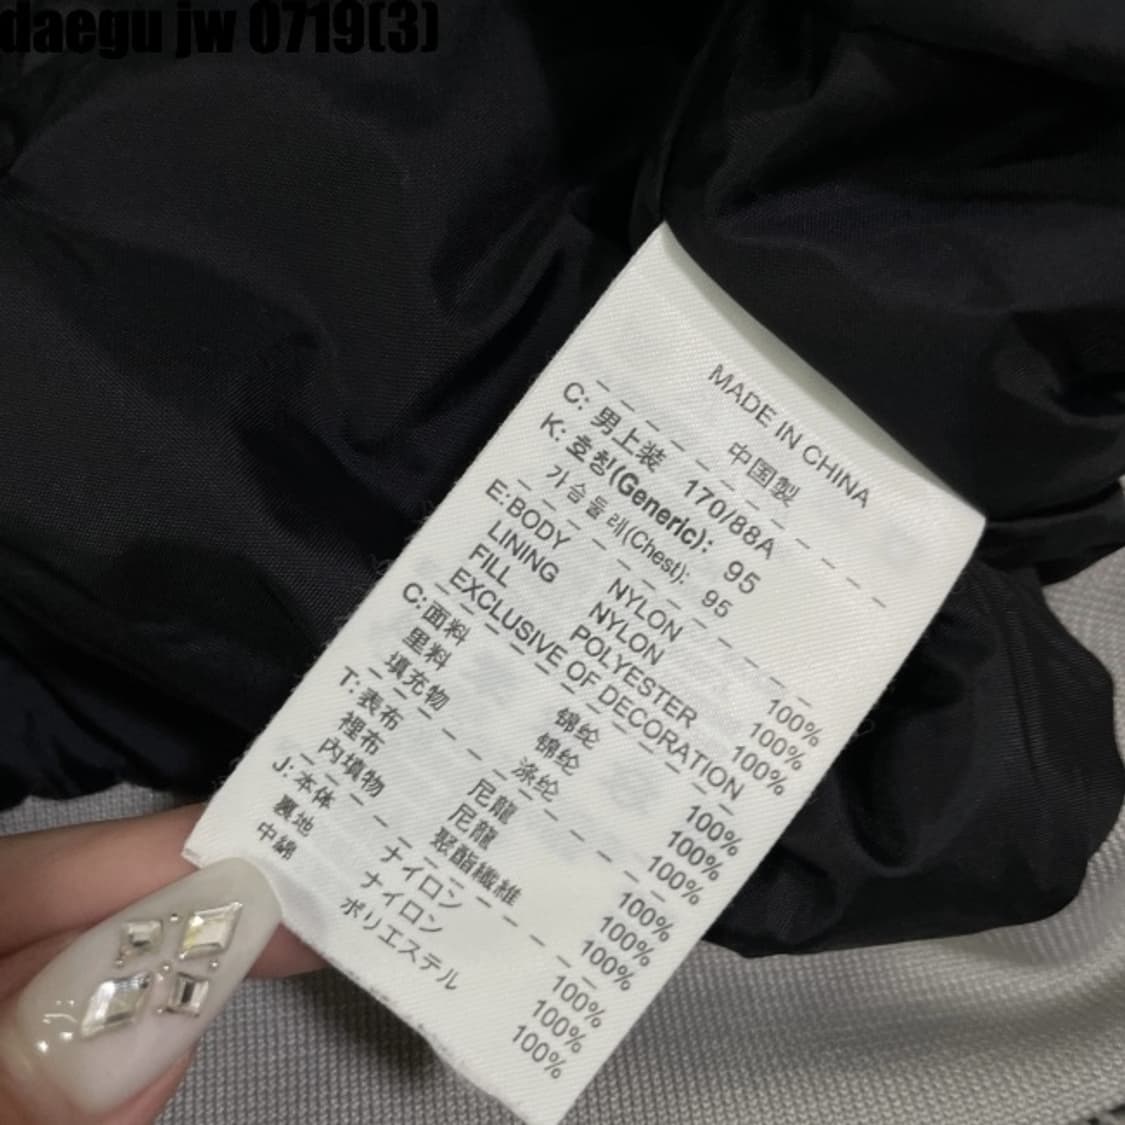 daegu jw 0719(3)
MADE IN CHINA
中国製
C: 男上装 170/88A
K: 호칭(Generic): 95
가슴둘레(Chest): 95
E:BODY NYLON 100%
LINING NYLON 100%
FILL POLYESTER 100%
EXCLUSIVE OF DECORATION
C:面料 锦纶 100%
里料 锦纶 100%
填充物 涤纶 100%
T:表布 尼龍 100%
裡布 尼龍 100%
內填物 聚酯纖維 100%
J:本体 ナイロン 100%
裏地 ナイロン 100%
中綿 ポリエステル 100%